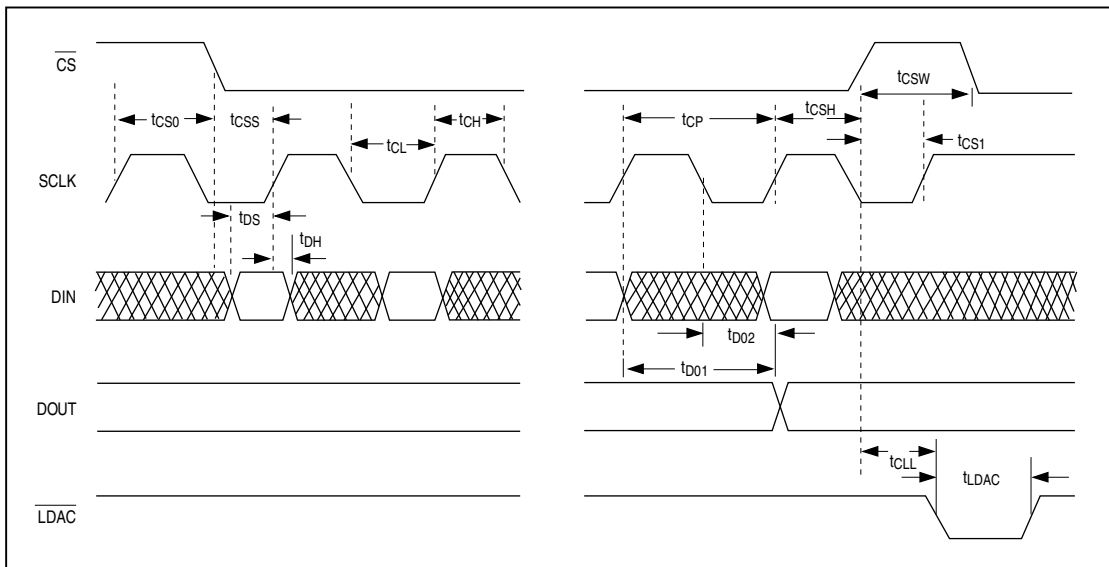 CS
tCS0
tCSS
tCL
tCH
tCP
tCSH
tCSW
tCS1
SCLK
tDS
tDH
DIN
tD02
tD01
DOUT
tCLL
tLDAC
LDAC